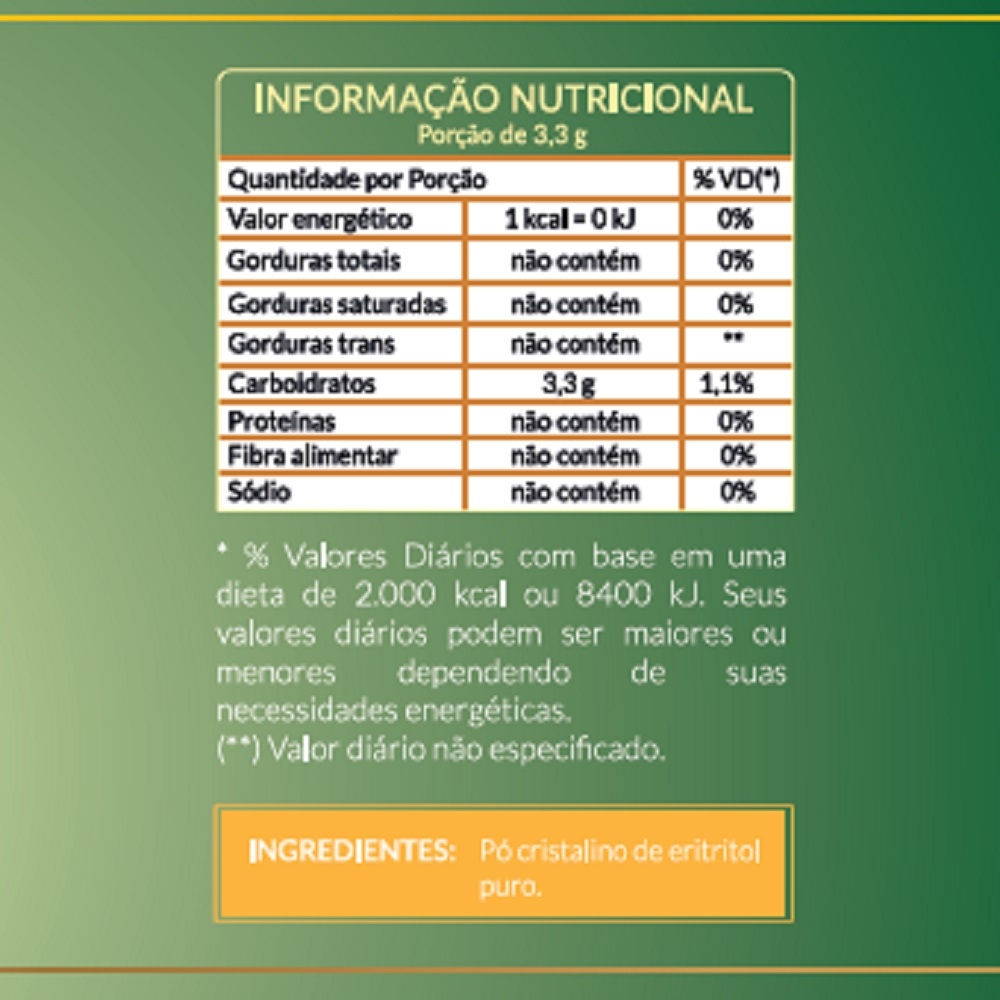 INFORMAÇÃO NUTRICIONAL
Porção de 3,3 g
Quantidade por Porção % VD(*)
Valor energético 1 kcal = 0 kJ 0%
Gorduras totais não contém 0%
Gorduras saturadas não contém 0%
Gorduras trans não contém **
Carboidratos 3,3 g 1,1%
Proteínas não contém 0%
Fibra alimentar não contém 0%
Sódio não contém 0%
* % Valores Diários com base em uma
dieta de 2.000 kcal ou 8400 kJ. Seus
valores diários podem ser maiores ou
menores dependendo de suas
necessidades energéticas.
(**) Valor diário não especificado.
INGREDIENTES: Pó cristalino de eritritol
puro.